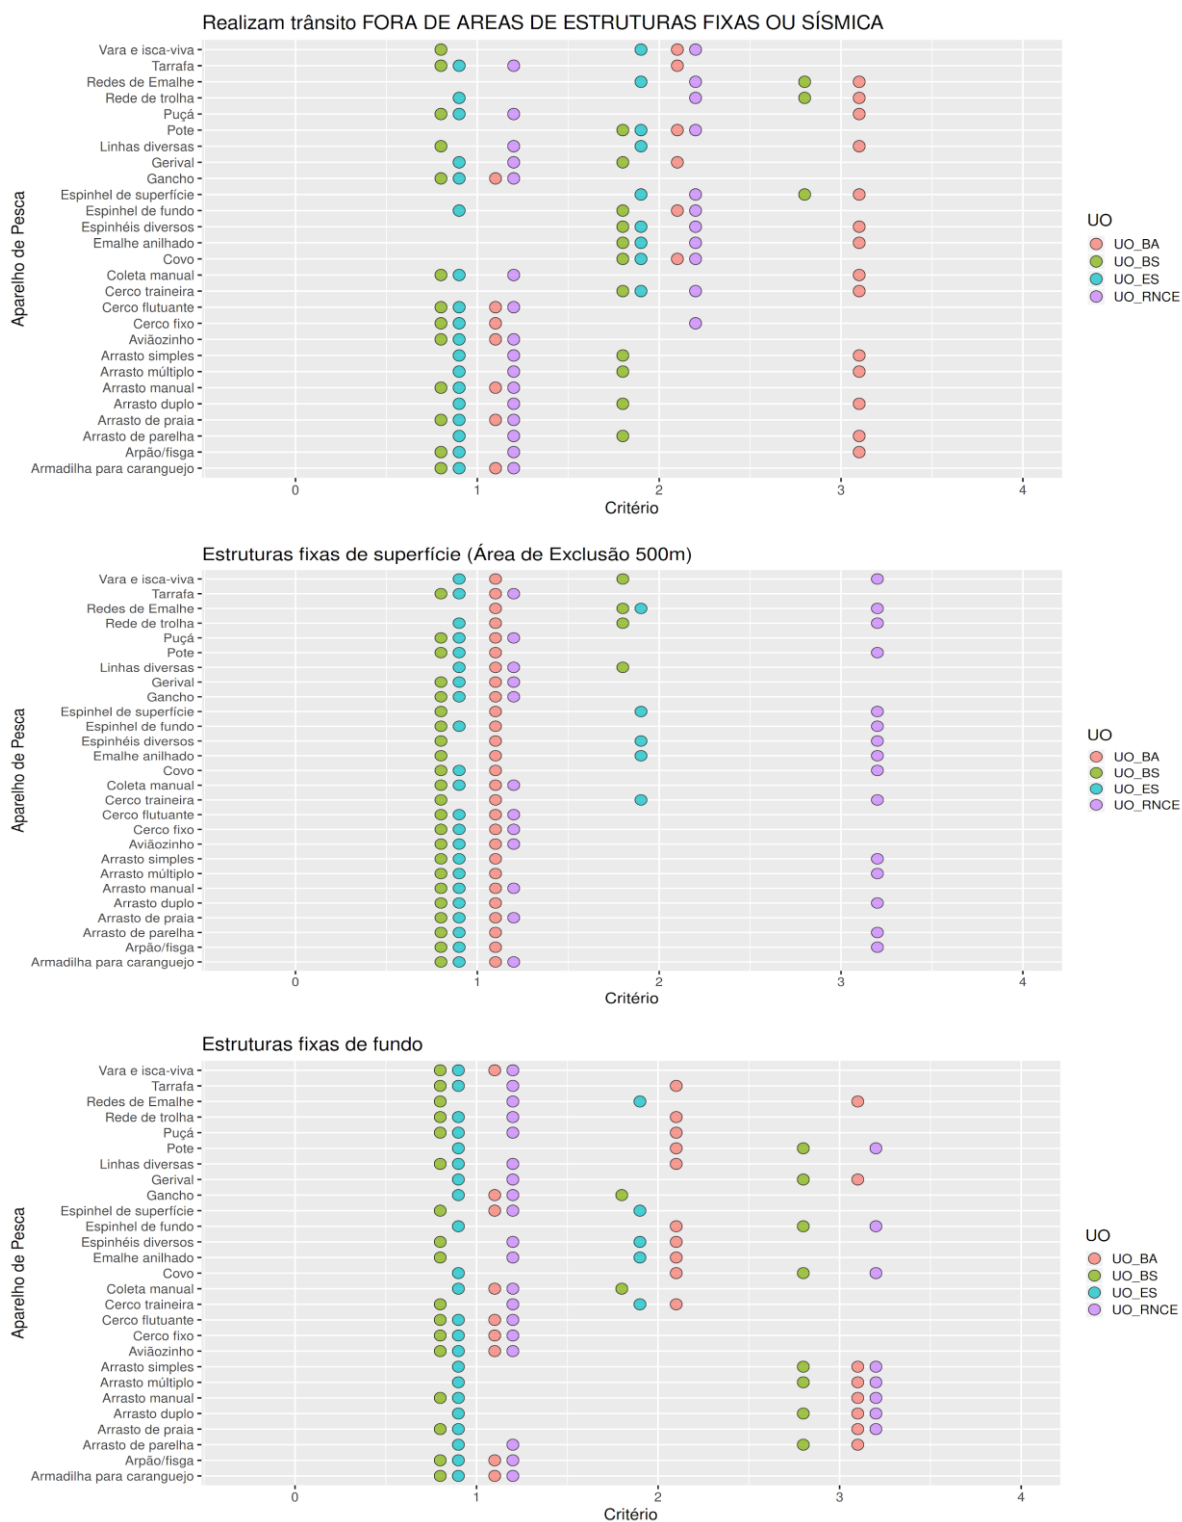 Realizam trânsito FORA DE AREAS DE ESTRUTURAS FIXAS OU SÍSMICA
Aparelho de Pesca
Vara e isca-viva
Tarrafa
Redes de Emalhe
Rede de trolha
Puçá
Pote
Linhas diversas
Gerival
Gancho
Espinhel de superfície
Espinhel de fundo
Espinhéis diversos
Emalhe anilhado
Covo
Coleta manual
Cerco traineira
Cerco flutuante
Cerco fixo
Aviãozinho
Arrasto simples
Arrasto múltiplo
Arrasto manual
Arrasto duplo
Arrasto de praia
Arrasto de parelha
Arpão/fisga
Armadilha para caranguejo
0 1 2 3 4
Critério
UO
UO_BA
UO_BS
UO_ES
UO_RNCE
Estruturas fixas de superfície (Área de Exclusão 500m)
Aparelho de Pesca
Vara e isca-viva
Tarrafa
Redes de Emalhe
Rede de trolha
Puçá
Pote
Linhas diversas
Gerival
Gancho
Espinhel de superfície
Espinhel de fundo
Espinhéis diversos
Emalhe anilhado
Covo
Coleta manual
Cerco traineira
Cerco flutuante
Cerco fixo
Aviãozinho
Arrasto simples
Arrasto múltiplo
Arrasto manual
Arrasto duplo
Arrasto de praia
Arrasto de parelha
Arpão/fisga
Armadilha para caranguejo
0 1 2 3 4
Critério
UO
UO_BA
UO_BS
UO_ES
UO_RNCE
Estruturas fixas de fundo
Aparelho de Pesca
Vara e isca-viva
Tarrafa
Redes de Emalhe
Rede de trolha
Puçá
Pote
Linhas diversas
Gerival
Gancho
Espinhel de superfície
Espinhel de fundo
Espinhéis diversos
Emalhe anilhado
Covo
Coleta manual
Cerco traineira
Cerco flutuante
Cerco fixo
Aviãozinho
Arrasto simples
Arrasto múltiplo
Arrasto manual
Arrasto duplo
Arrasto de praia
Arrasto de parelha
Arpão/fisga
Armadilha para caranguejo
0 1 2 3 4
Critério
UO
UO_BA
UO_BS
UO_ES
UO_RNCE